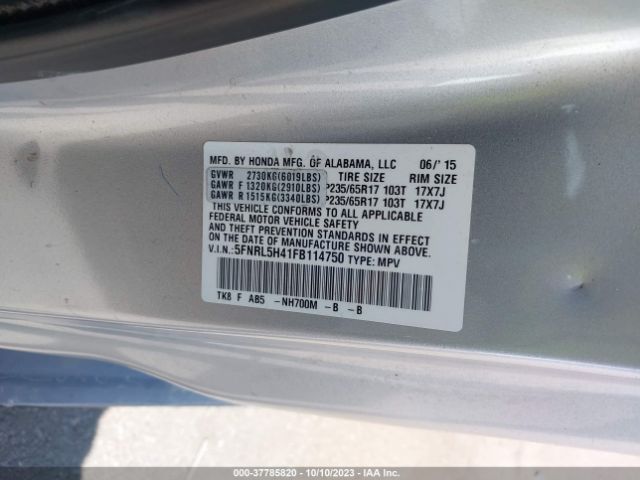 MFD. BY HONDA MFG. OF ALABAMA, LLC 06/'15
GVWR 2730KG(6019LBS) TIRE SIZE RIM SIZE
GAWR F 1320KG(2910LBS) P235/65R17 103T 17X7J
GAWR R 1515KG(3340LBS) P235/65R17 103T 17X7J
THIS VEHICLE CONFORMS TO ALL APPLICABLE
FEDERAL MOTOR VEHICLE SAFETY
AND THEFT PREVENTION STANDARDS IN EFFECT
ON THE DATE OF MANUFACTURE SHOWN ABOVE.
V.I.N.:5FNRL5H41FB114750 TYPE: MPV
TK8 F AB5 -NH700M -B -B
000-37785820 - 10/10/2023 - IAA Inc.